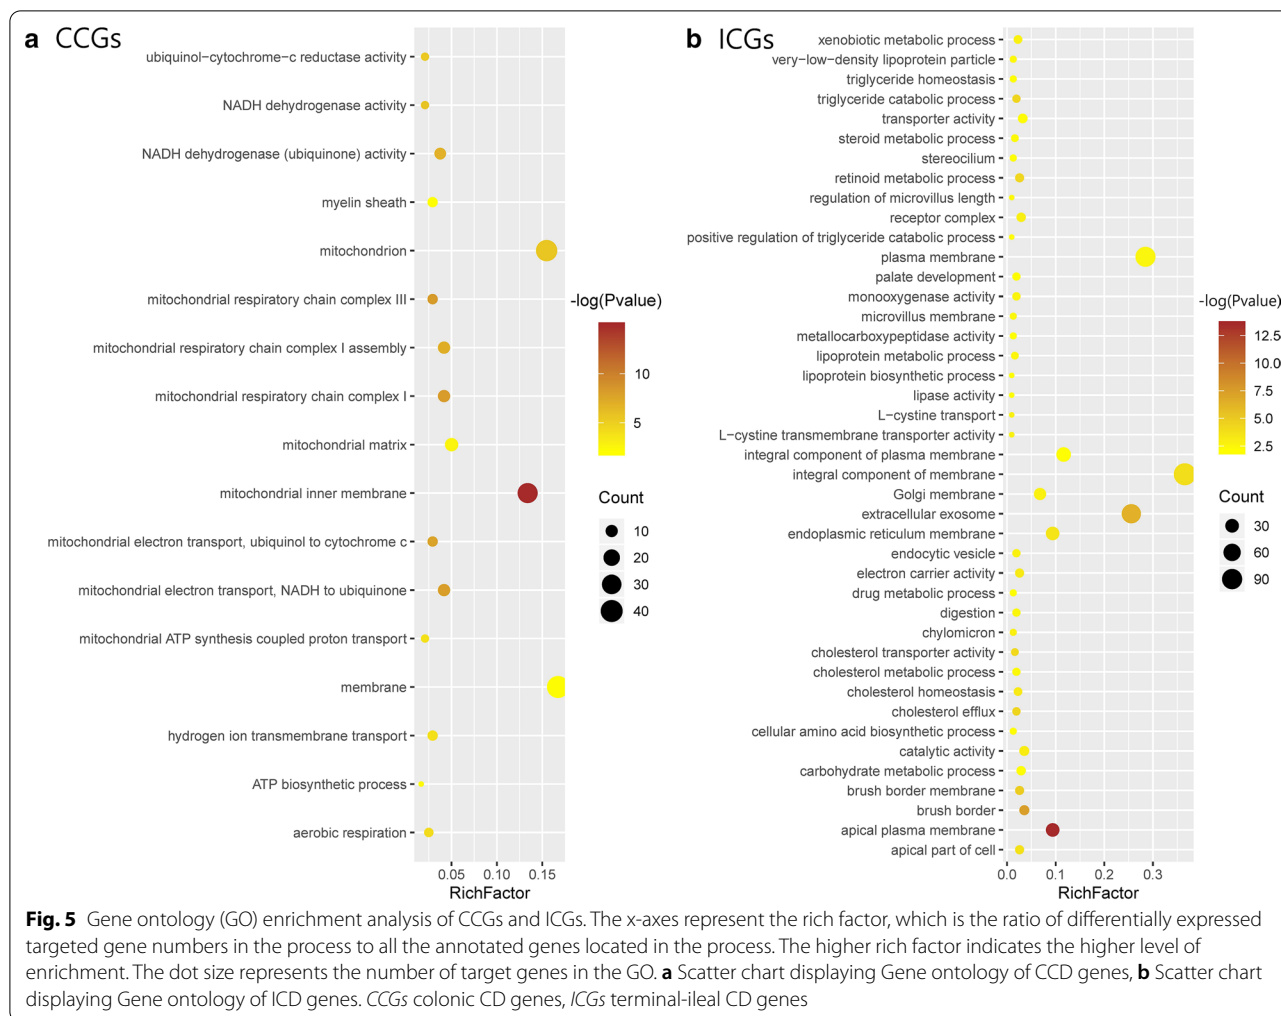 a CCGs
ubiquinol−cytochrome−c reductase activity
NADH dehydrogenase activity
NADH dehydrogenase (ubiquinone) activity
myelin sheath
mitochondrion
mitochondrial respiratory chain complex III
mitochondrial respiratory chain complex I assembly
mitochondrial respiratory chain complex I
mitochondrial matrix
mitochondrial inner membrane
mitochondrial electron transport, ubiquinol to cytochrome c
mitochondrial electron transport, NADH to ubiquinone
mitochondrial ATP synthesis coupled proton transport
membrane
hydrogen ion transmembrane transport
ATP biosynthetic process
aerobic respiration
0.05 0.10 0.15
RichFactor
-log(Pvalue)
10
5
Count
10
20
30
40
b ICGs
xenobiotic metabolic process
very−low−density lipoprotein particle
triglyceride homeostasis
triglyceride catabolic process
transporter activity
steroid metabolic process
stereocilium
retinoid metabolic process
regulation of microvillus length
receptor complex
positive regulation of triglyceride catabolic process
plasma membrane
palate development
monooxygenase activity
microvillus membrane
metallocarboxypeptidase activity
lipoprotein metabolic process
lipoprotein biosynthetic process
lipase activity
L−cystine transport
L−cystine transmembrane transporter activity
integral component of plasma membrane
integral component of membrane
Golgi membrane
extracellular exosome
endoplasmic reticulum membrane
endocytic vesicle
electron carrier activity
drug metabolic process
digestion
chylomicron
cholesterol transporter activity
cholesterol metabolic process
cholesterol homeostasis
cholesterol efflux
cellular amino acid biosynthetic process
catalytic activity
carbohydrate metabolic process
brush border membrane
brush border
apical plasma membrane
apical part of cell
0.0 0.1 0.2 0.3
RichFactor
-log(Pvalue)
12.5
10.0
7.5
5.0
2.5
Count
30
60
90
Fig. 5 Gene ontology (GO) enrichment analysis of CCGs and ICGs. The x-axes represent the rich factor, which is the ratio of differentially expressed
targeted gene numbers in the process to all the annotated genes located in the process. The higher rich factor indicates the higher level of
enrichment. The dot size represents the number of target genes in the GO. a Scatter chart displaying Gene ontology of CCD genes, b Scatter chart
displaying Gene ontology of ICD genes. CCGs colonic CD genes, ICGs terminal-ileal CD genes